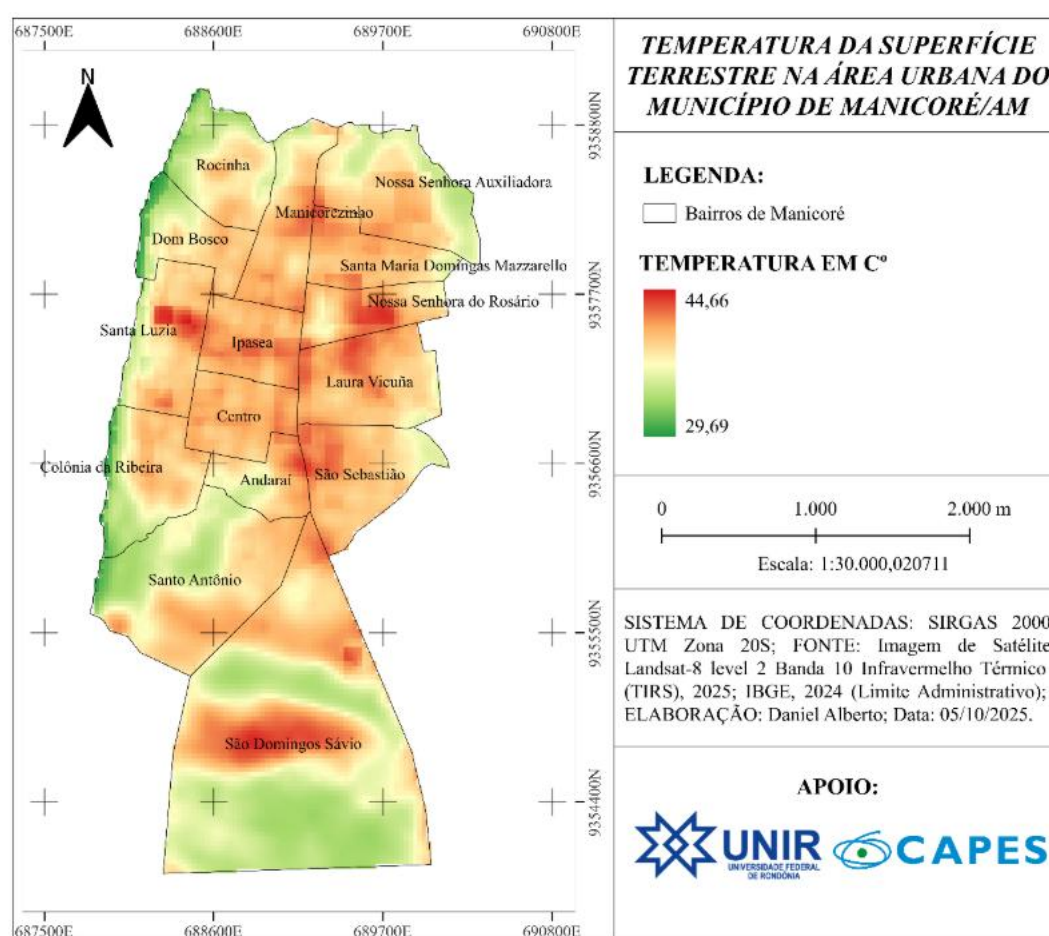 687500E
688600E
689700E
690800E
N
9358800N
9357700N
9356600N
9355500N
9354400N
Rocinha
Nossa Senhora Auxiliadora
Manicorézinho
Dom Bosco
Santa Maria Domingas Mazzarello
Nossa Senhora do Rosário
Santa Luzia
Ipasea
Laura Vicuña
Centro
Colônia da Ribeira
São Sebastião
Andaraí
Santo Antônio
São Domingos Sávio
687500E
688600E
689700E
690800E
TEMPERATURA DA SUPERFÍCIE
TERRESTRE NA ÁREA URBANA DO
MUNICÍPIO DE MANICORÉ/AM
LEGENDA:
Bairros de Manicoré
TEMPERATURA EM Cº
44,66
29,69
0
1.000
2.000 m
Escala: 1:30.000,020711
SISTEMA DE COORDENADAS: SIRGAS 2000
UTM Zona 20S; FONTE: Imagem de Satélite
Landsat-8 level 2 Banda 10 Infravermelho Térmico
(TIRS), 2025; IBGE, 2024 (Limite Administrativo);
ELABORAÇÃO: Daniel Alberto; Data: 05/10/2025.
APOIO:
UNIR
UNIVERSIDADE FEDERAL
DE RONDÔNIA
CAPES